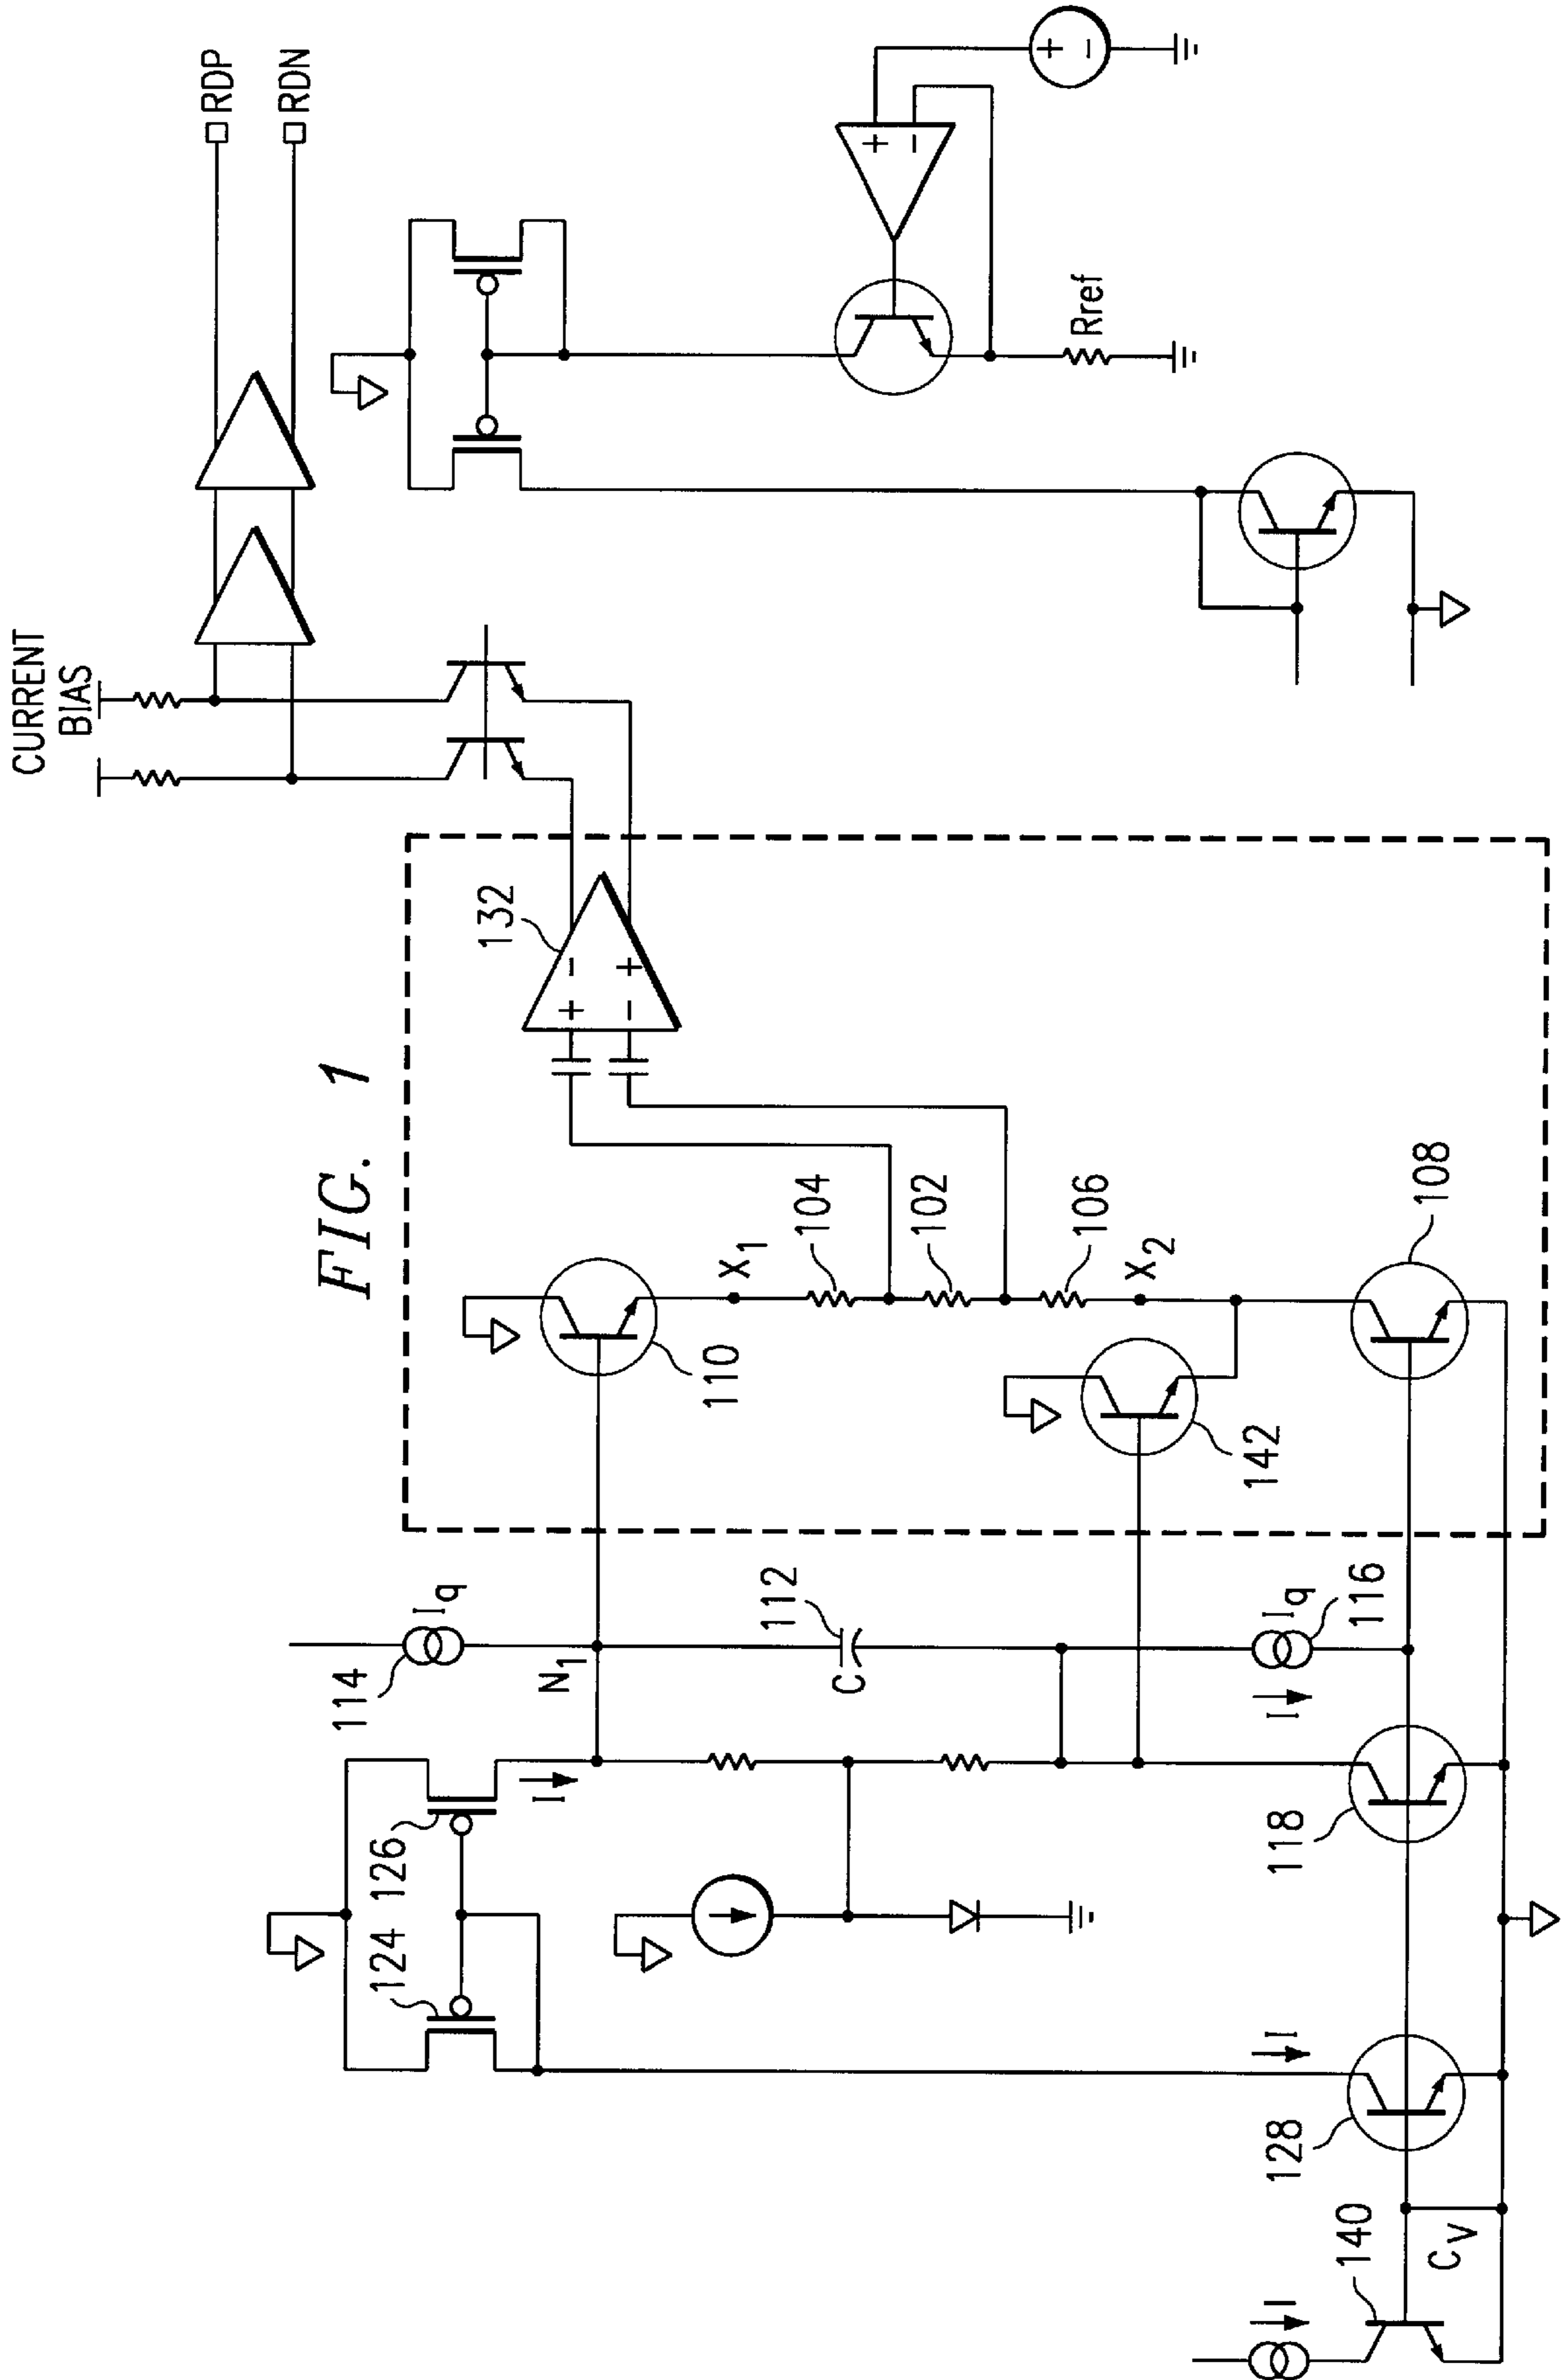 FIG. 1
CURRENT
BIAS
RDP
RDN
+
-
+
-
Rref
132
+ -
- +
110
X1
104
102
106
X2
142
108
114
Iq
N1
112
C
Iq
116
I
124
126
I
118
I
128
I
140
CV